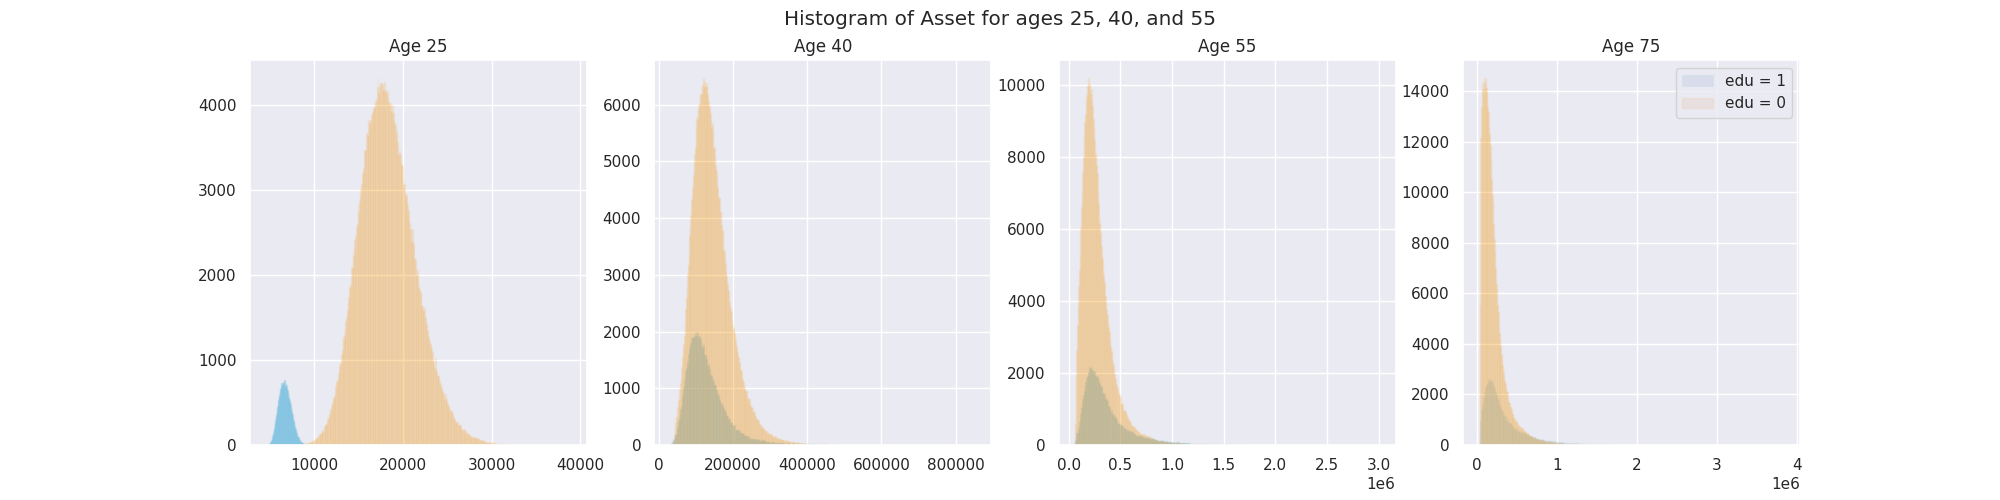 Histogram of Asset for ages 25, 40, and 55
Age 25
4000
3000
2000
1000
0
10000 20000 30000 40000
Age 40
6000
5000
4000
3000
2000
1000
0
0 200000 400000 600000 800000
Age 55
10000
8000
6000
4000
2000
0
0.0 0.5 1.0 1.5 2.0 2.5 3.0
1e6
Age 75
edu = 1
edu = 0
14000
12000
10000
8000
6000
4000
2000
0
0 1 2 3 4
1e6